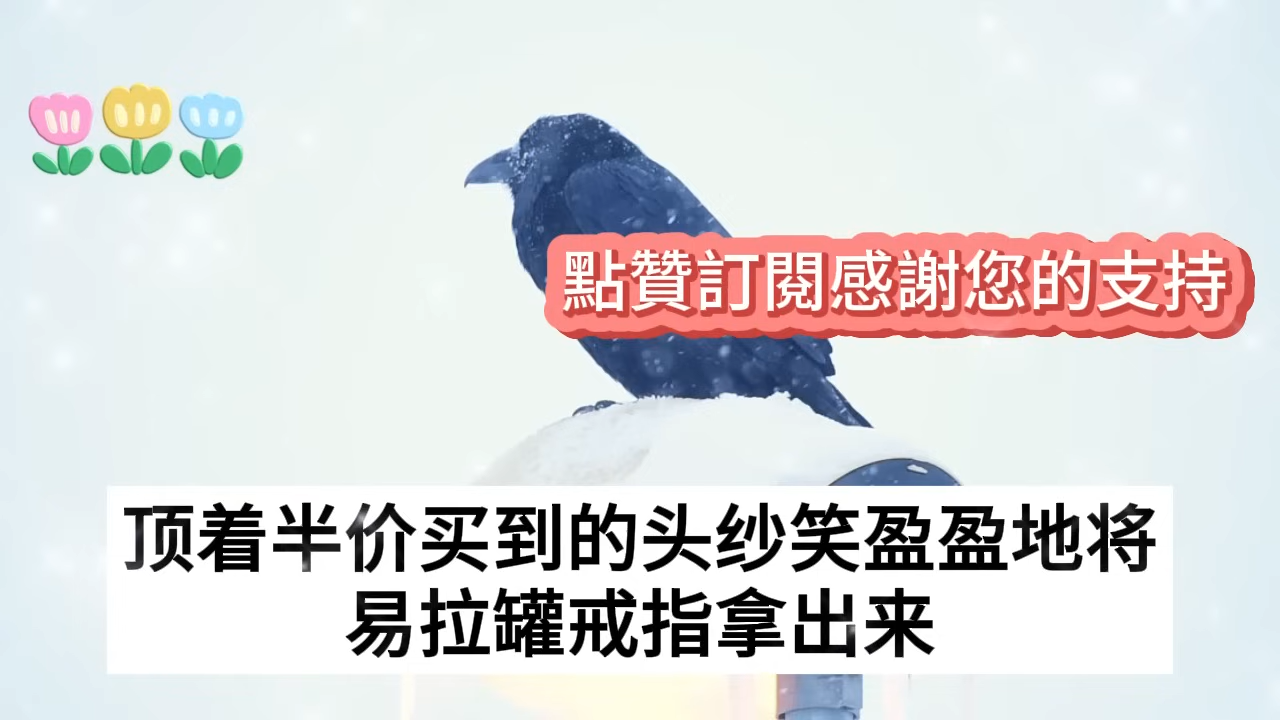 點贊訂閱感謝您的支持
顶着半价买到的头纱笑盈盈地将
易拉罐戒指拿出来